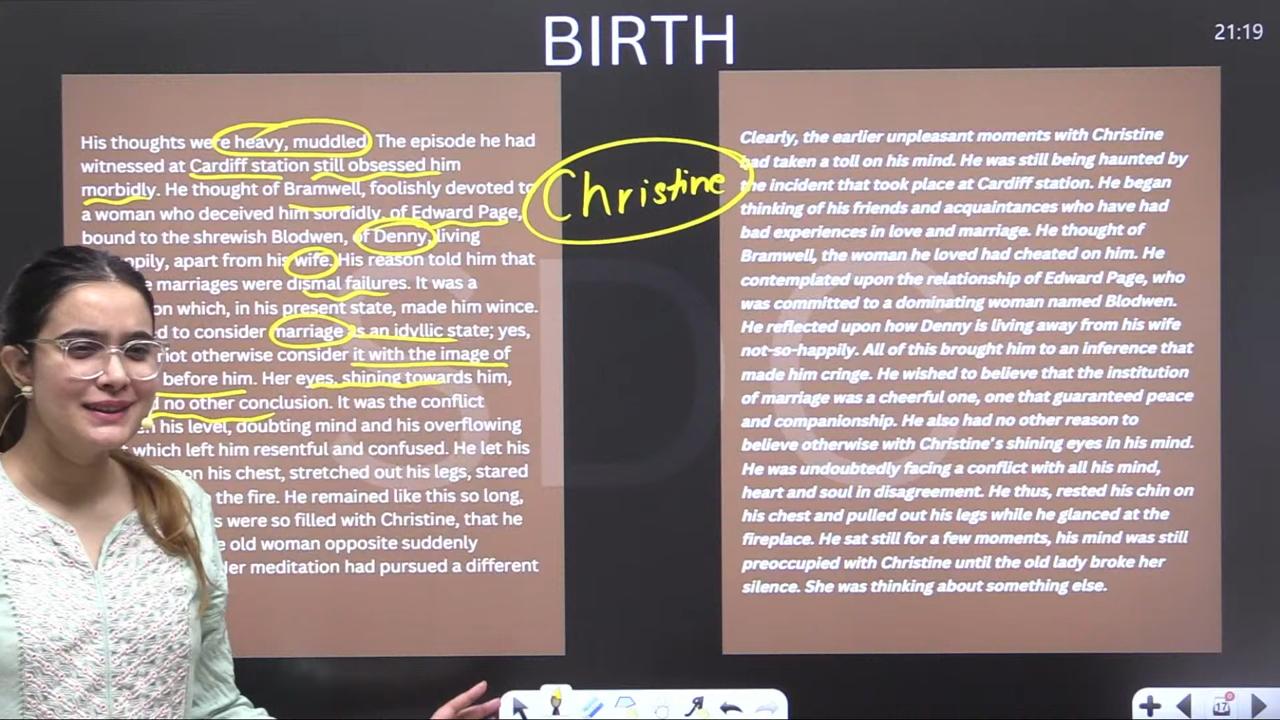 BIRTH
21:19
His thoughts were heavy, muddled. The episode he had
witnessed at Cardiff station still obsessed him
morbidly. He thought of Bramwell, foolishly devoted to
a woman who deceived him sordidly, of Edward Page,
bound to the shrewish Blodwen, of Denny, living
apart from his wife. His reason told him that
marriages were dismal failures. It was a
which, in his present state, made him wince.
to consider marriage as an idyllic state; yes,
otherwise consider it with the image of
before him. Her eyes, shining towards him,
no other conclusion. It was the conflict
his level, doubting mind and his overflowing
which left him resentful and confused. He let his
on his chest, stretched out his legs, stared
the fire. He remained like this so long,
were so filled with Christine, that he
old woman opposite suddenly
Her meditation had pursued a different
Christine
Clearly, the earlier unpleasant moments with Christine
had taken a toll on his mind. He was still being haunted by
the incident that took place at Cardiff station. He began
thinking of his friends and acquaintances who have had
bad experiences in love and marriage. He thought of
Bramwell, the woman he loved had cheated on him. He
contemplated upon the relationship of Edward Page, who
was committed to a dominating woman named Blodwen.
He reflected upon how Denny is living away from his wife
not-so-happily. All of this brought him to an inference that
made him cringe. He wished to believe that the institution
of marriage was a cheerful one, one that guaranteed peace
and companionship. He also had no other reason to
believe otherwise with Christine's shining eyes in his mind.
He was undoubtedly facing a conflict with all his mind,
heart and soul in disagreement. He thus, rested his chin on
his chest and pulled out his legs while he glanced at the
fireplace. He sat still for a few moments, his mind was still
preoccupied with Christine until the old lady broke her
silence. She was thinking about something else.
17